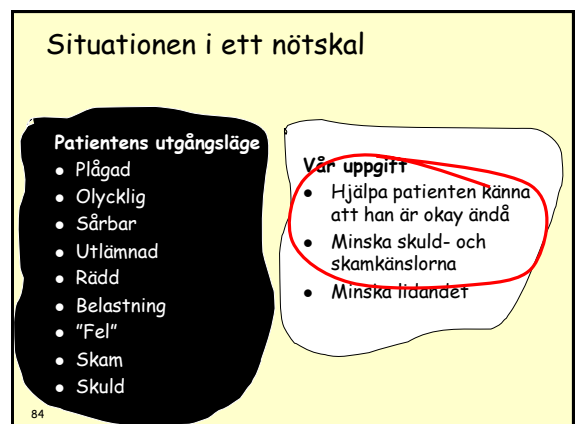 Situationen i ett nötskal
Patientens utgångsläge
● Plågad
● Olycklig
● Sårbar
● Utlämnad
● Rädd
● Belastning
● ”Fel”
● Skam
● Skuld
Vår uppgift
● Hjälpa patienten känna
att han är okay ändå
● Minska skuld- och
skamkänslorna
● Minska lidandet
84